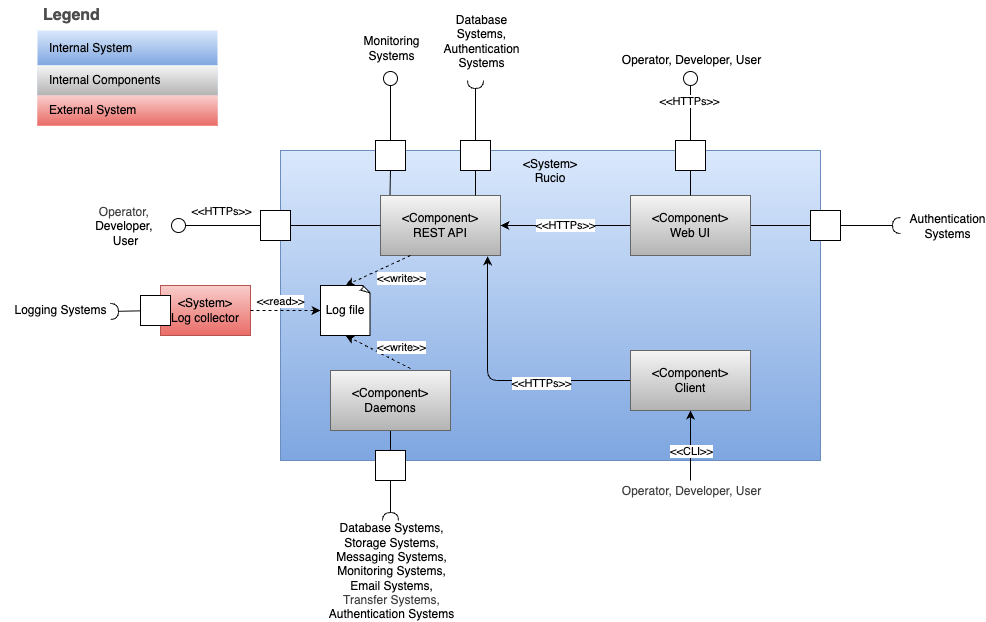 Legend
Internal System
Internal Components
External System
Monitoring
Systems
Database
Systems,
Authentication
Systems
Operator, Developer, User
<<HTTPs>>
<System>
Rucio
Operator,
Developer,
User
<<HTTPs>>
<Component>
REST API
<<HTTPs>>
<Component>
Web UI
Authentication
Systems
<<write>>
Logging Systems
<System>
Log collector
<<read>>
Log file
<<write>>
<Component>
Daemons
<<HTTPs>>
<Component>
Client
<<CLI>>
Operator, Developer, User
Database Systems,
Storage Systems,
Messaging Systems,
Monitoring Systems,
Email Systems,
Transfer Systems,
Authentication Systems